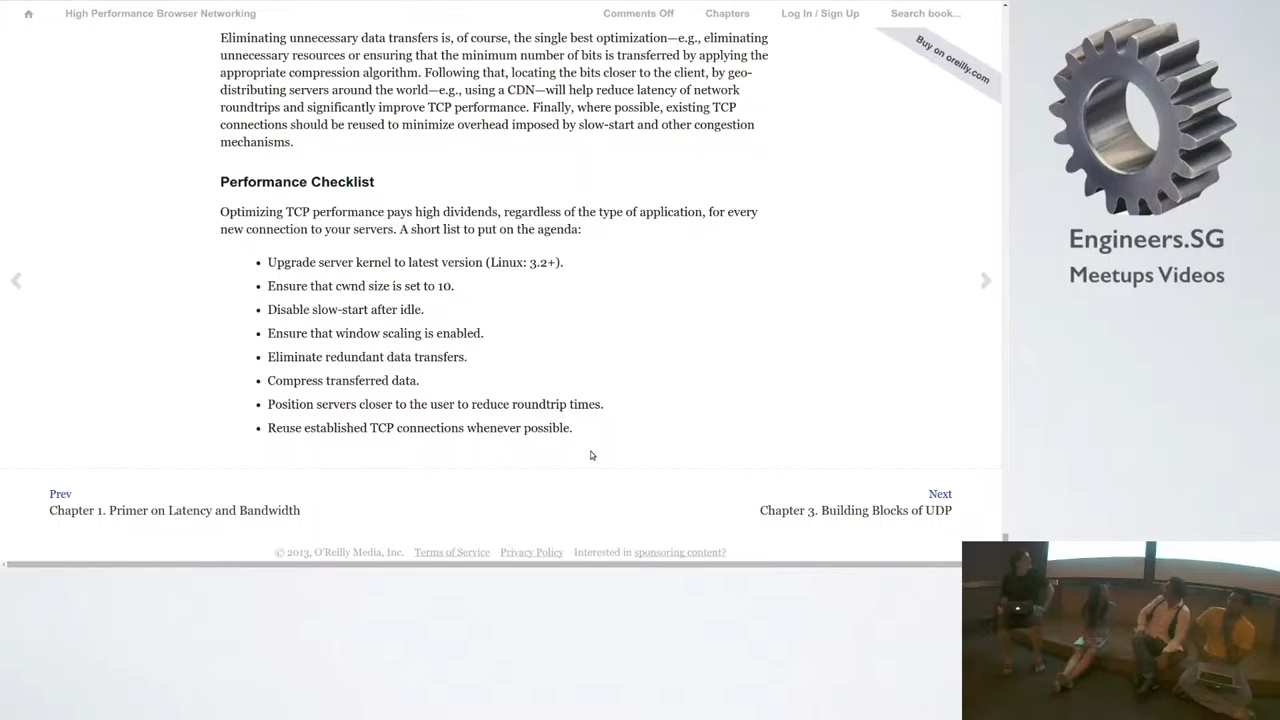 High Performance Browser Networking
Comments Off
Chapters
Log In / Sign Up
Search book...
Buy on oreilly.com
Eliminating unnecessary data transfers is, of course, the single best optimization—e.g., eliminating
unnecessary resources or ensuring that the minimum number of bits is transferred by applying the
appropriate compression algorithm. Following that, locating the bits closer to the client, by geo-
distributing servers around the world—e.g., using a CDN—will help reduce latency of network
roundtrips and significantly improve TCP performance. Finally, where possible, existing TCP
connections should be reused to minimize overhead imposed by slow-start and other congestion
mechanisms.
Performance Checklist
Optimizing TCP performance pays high dividends, regardless of the type of application, for every
new connection to your servers. A short list to put on the agenda:
• Upgrade server kernel to latest version (Linux: 3.2+).
• Ensure that cwnd size is set to 10.
• Disable slow-start after idle.
• Ensure that window scaling is enabled.
• Eliminate redundant data transfers.
• Compress transferred data.
• Position servers closer to the user to reduce roundtrip times.
• Reuse established TCP connections whenever possible.
Prev
Chapter 1. Primer on Latency and Bandwidth
Next
Chapter 3. Building Blocks of UDP
© 2013, O'Reilly Media, Inc. Terms of Service Privacy Policy Interested in sponsoring content?
Engineers.SG
Meetups Videos